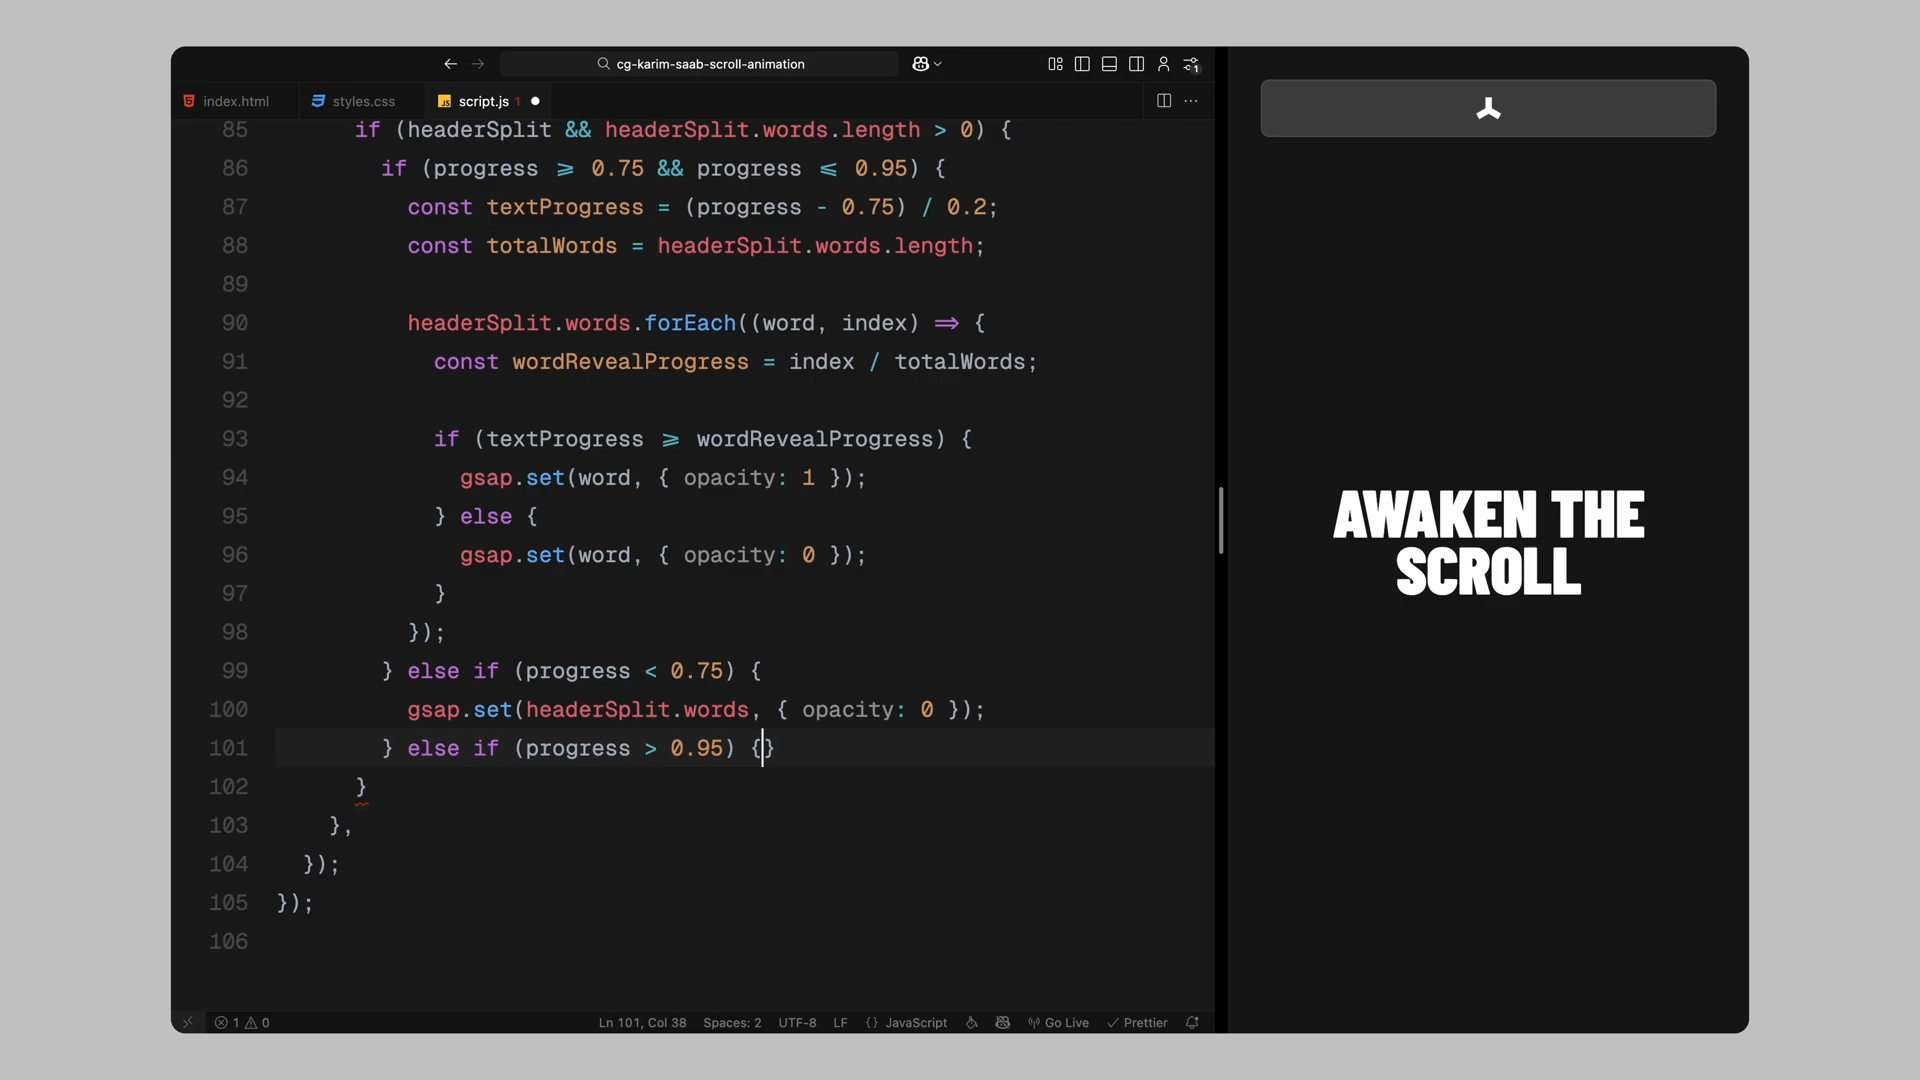 cg-karim-saab-scroll-animation
index.html
styles.css
JS script.js 1
85 if (headerSplit && headerSplit.words.length > 0) {
86 if (progress ⩾ 0.75 && progress ⩽ 0.95) {
87 const textProgress = (progress - 0.75) / 0.2;
88 const totalWords = headerSplit.words.length;
89
90 headerSplit.words.forEach((word, index) ⇒ {
91 const wordRevealProgress = index / totalWords;
92
93 if (textProgress ⩾ wordRevealProgress) {
94 gsap.set(word, { opacity: 1 });
95 } else {
96 gsap.set(word, { opacity: 0 });
97 }
98 });
99 } else if (progress < 0.75) {
100 gsap.set(headerSplit.words, { opacity: 0 });
101 } else if (progress > 0.95) {}
102 }
103 },
104 });
105 });
106
1 0 Ln 101, Col 38 Spaces: 2 UTF-8 LF {} JavaScript Go Live Prettier
AWAKEN THE
SCROLL